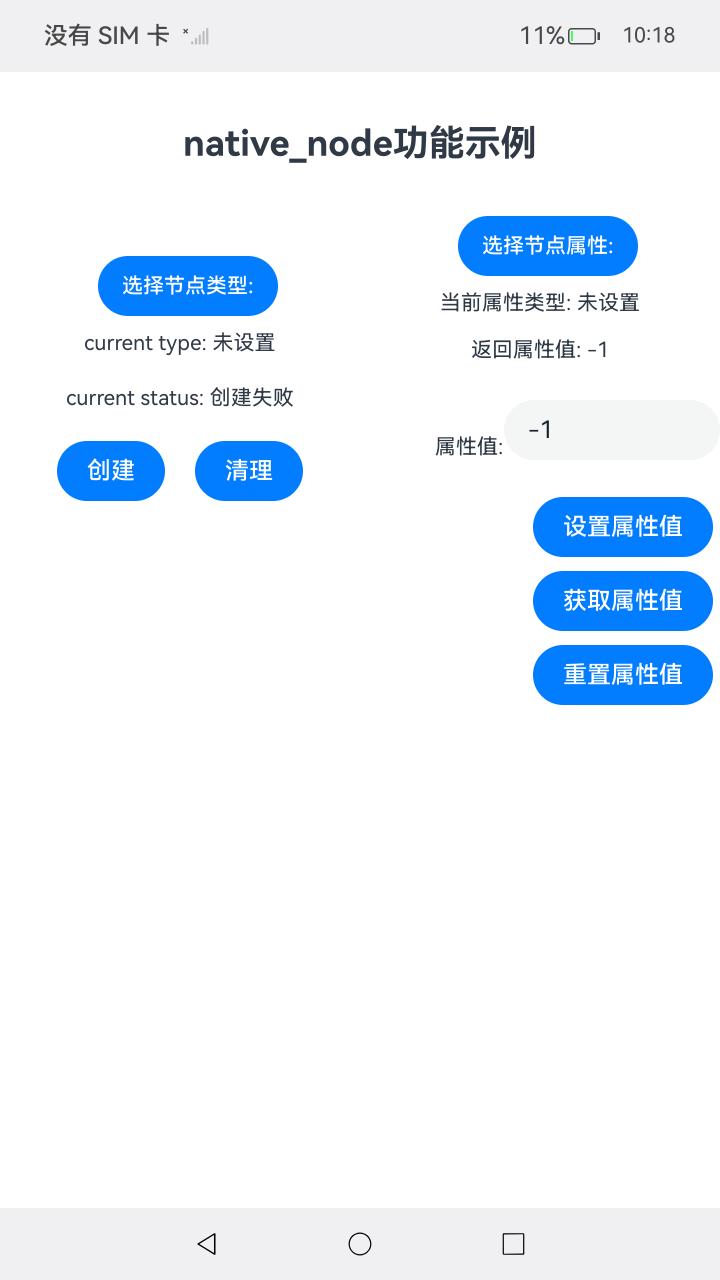 没有 SIM 卡
11%
10:18
native_node功能示例
选择节点类型:
current type: 未设置
current status: 创建失败
创建
清理
选择节点属性:
当前属性类型: 未设置
返回属性值: -1
属性值: -1
设置属性值
获取属性值
重置属性值